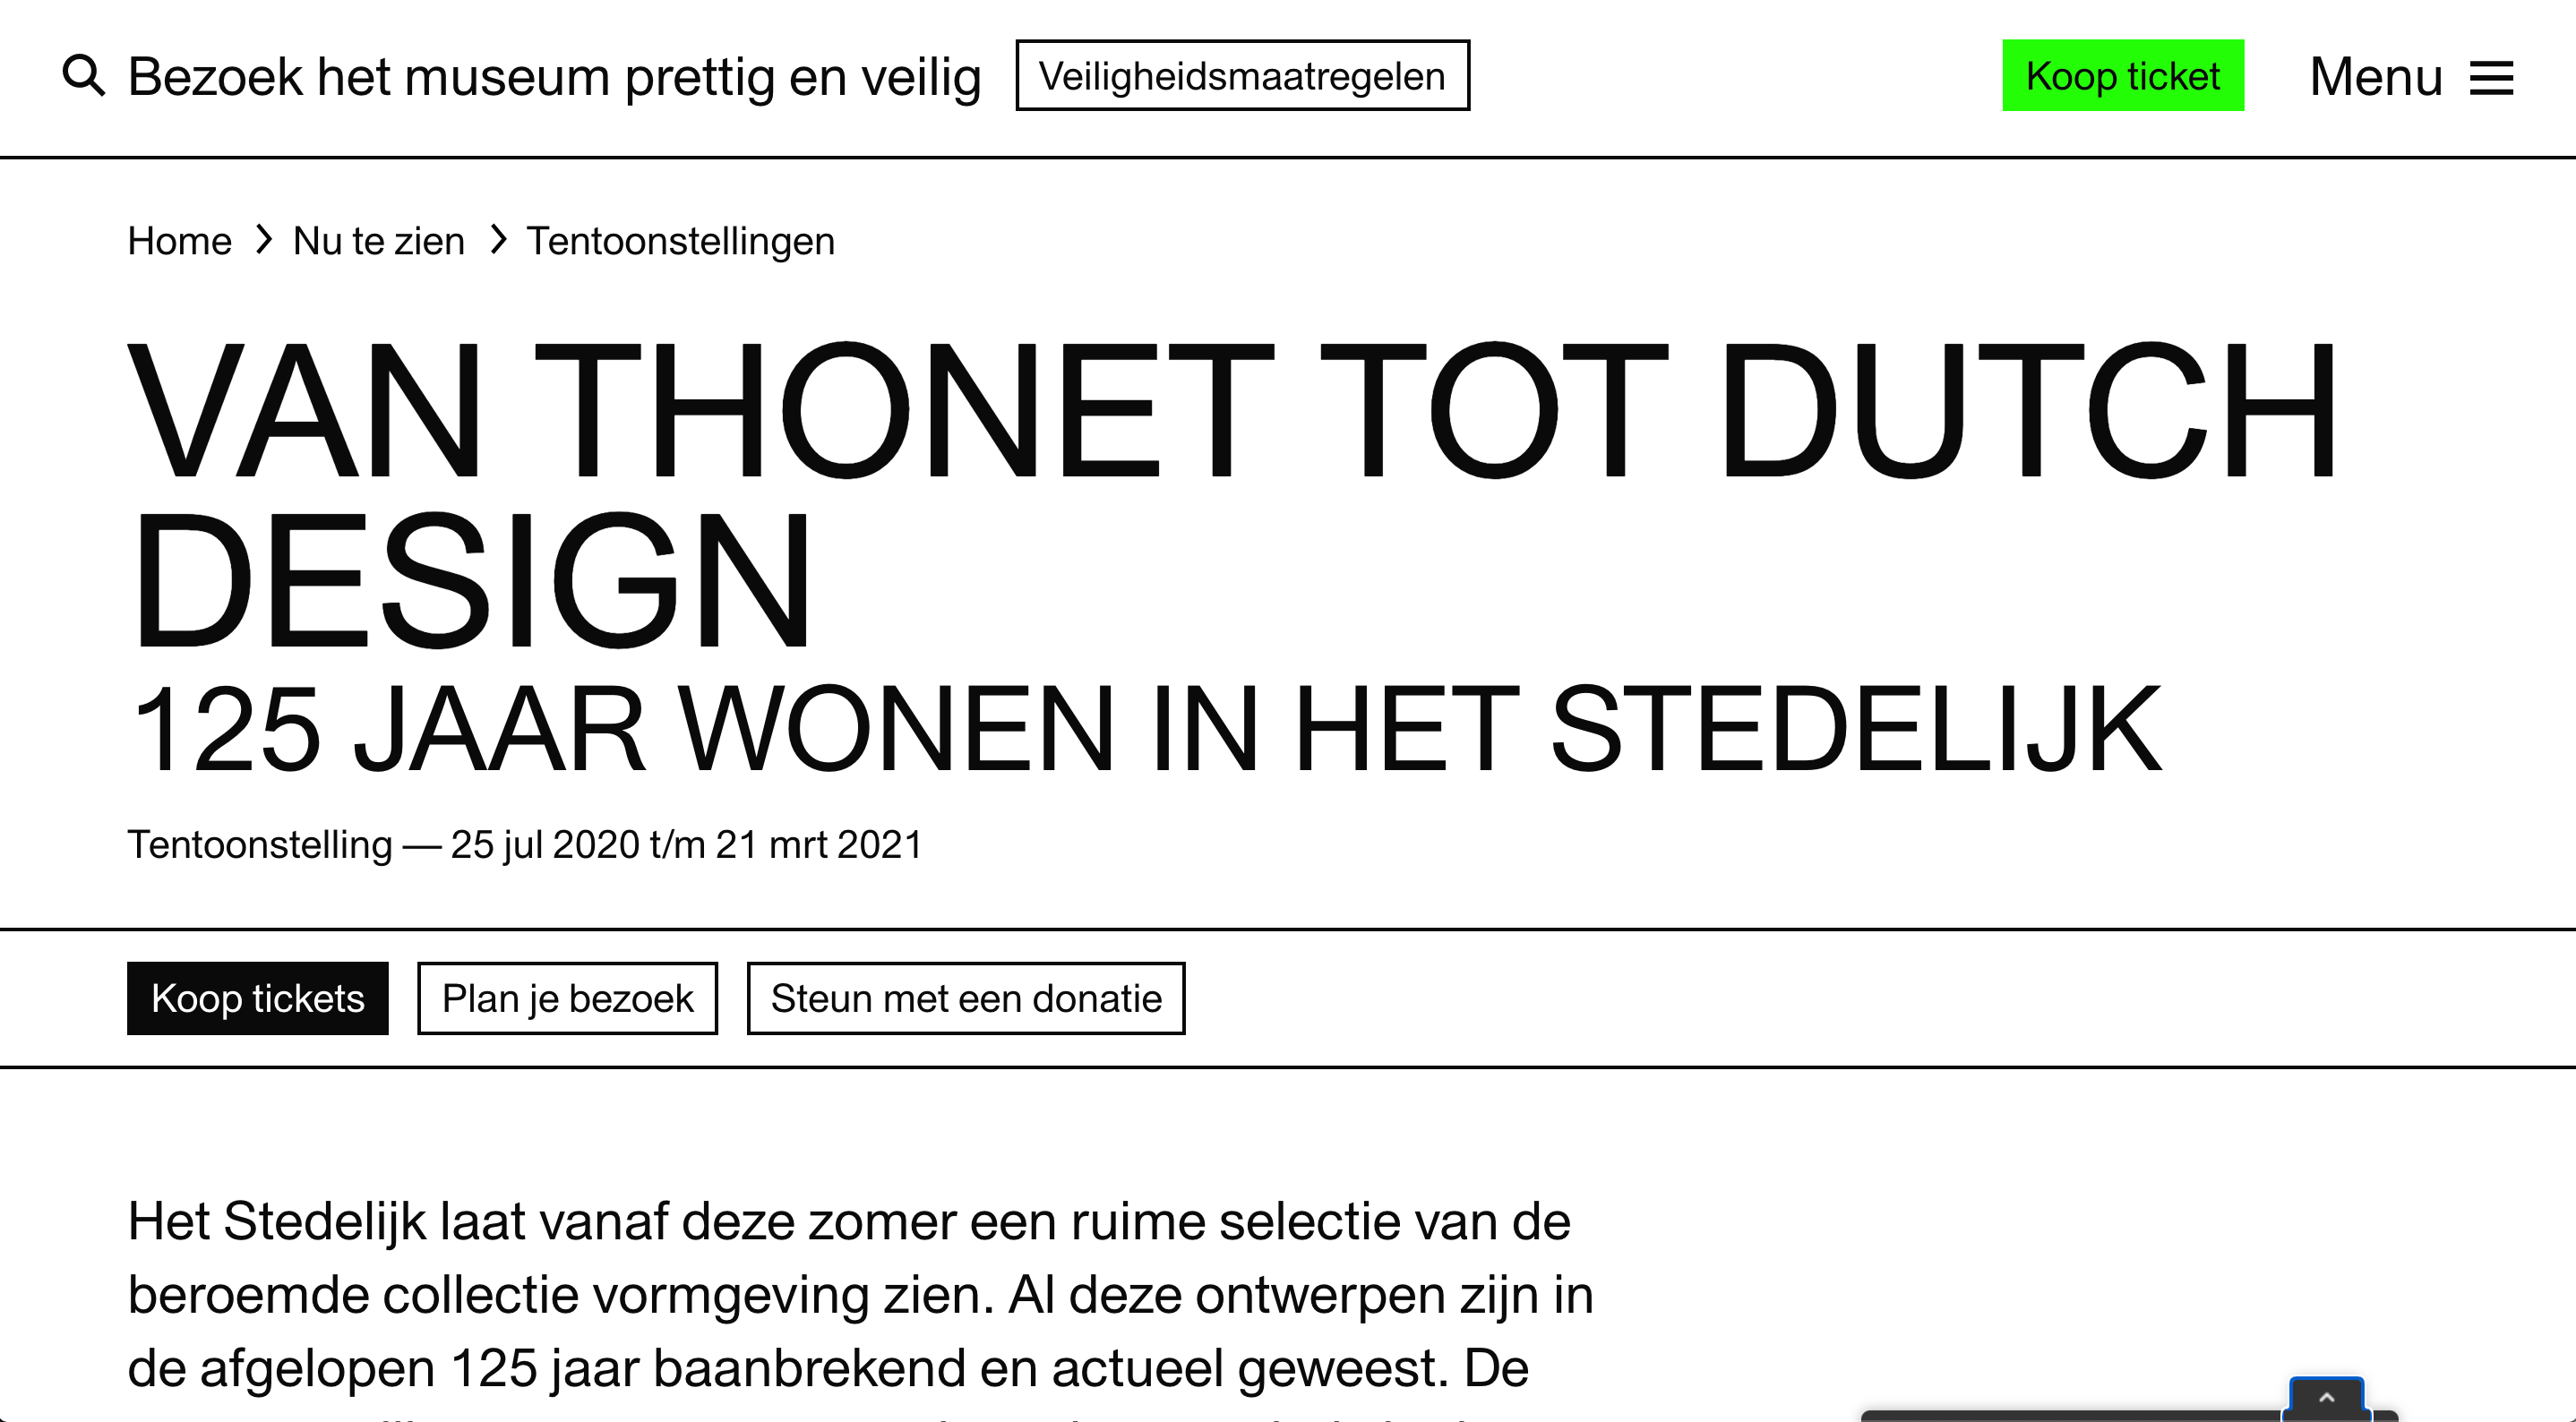 Bezoek het museum prettig en veilig Veiligheidsmaatregelen Koop ticket Menu
Home > Nu te zien > Tentoonstellingen
VAN THONET TOT DUTCH
DESIGN
125 JAAR WONEN IN HET STEDELIJK
Tentoonstelling — 25 jul 2020 t/m 21 mrt 2021
Koop tickets Plan je bezoek Steun met een donatie
Het Stedelijk laat vanaf deze zomer een ruime selectie van de
beroemde collectie vormgeving zien. Al deze ontwerpen zijn in
de afgelopen 125 jaar baanbrekend en actueel geweest. De